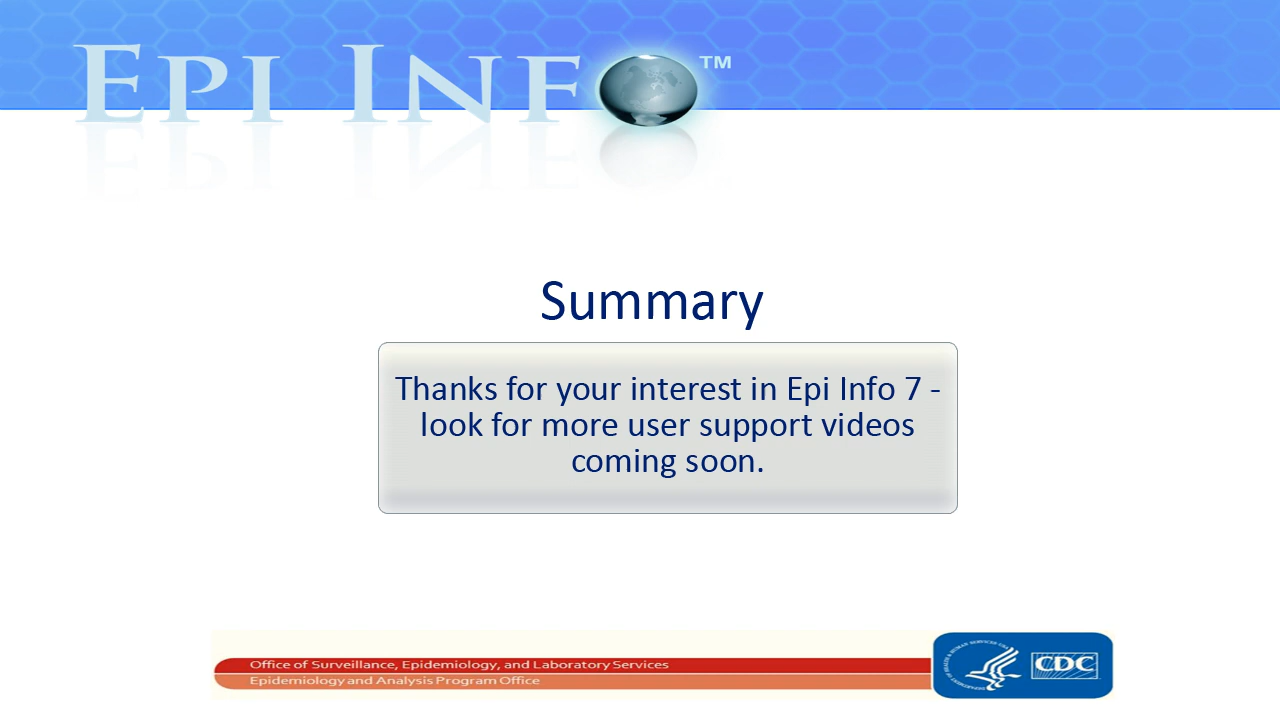 EPI INFO™
Summary
Thanks for your interest in Epi Info 7 -
look for more user support videos
coming soon.
Office of Surveillance, Epidemiology, and Laboratory Services
Epidemiology and Analysis Program Office
CDC